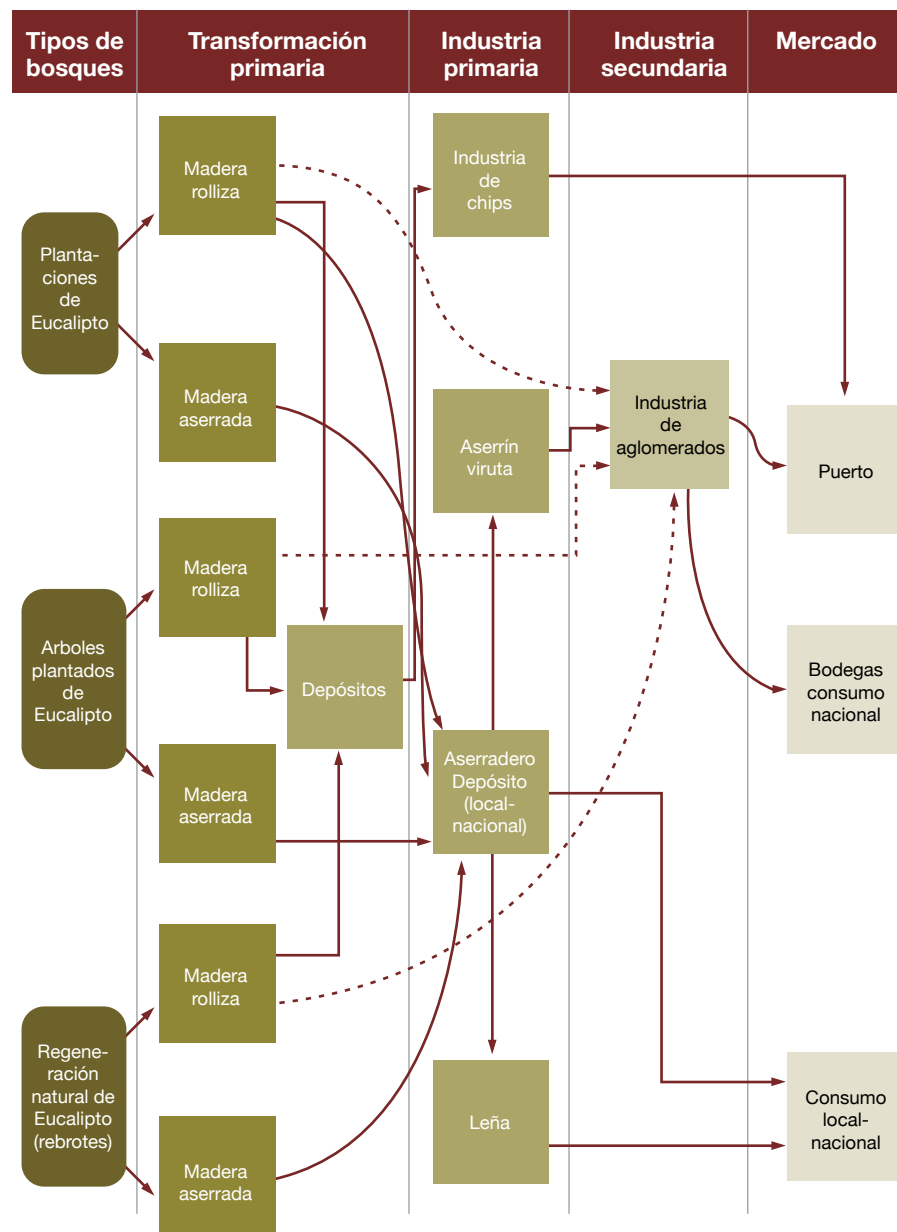 Tipos de
bosques
Transformación
primaria
Industria
primaria
Industria
secundaria
Mercado
Madera
rolliza
Industria
de
chips
Planta-
ciones
de
Eucalipto
Madera
aserrada
Aserrín
viruta
Industria
de
aglomerados
Puerto
Madera
rolliza
Arboles
plantados
de
Eucalipto
Depósitos
Bodegas
consumo
nacional
Madera
aserrada
Aserradero
Depósito
(local-
nacional)
Madera
rolliza
Regene-
ración
natural de
Eucalipto
(rebrotes)
Leña
Consumo
local-
nacional
Madera
aserrada